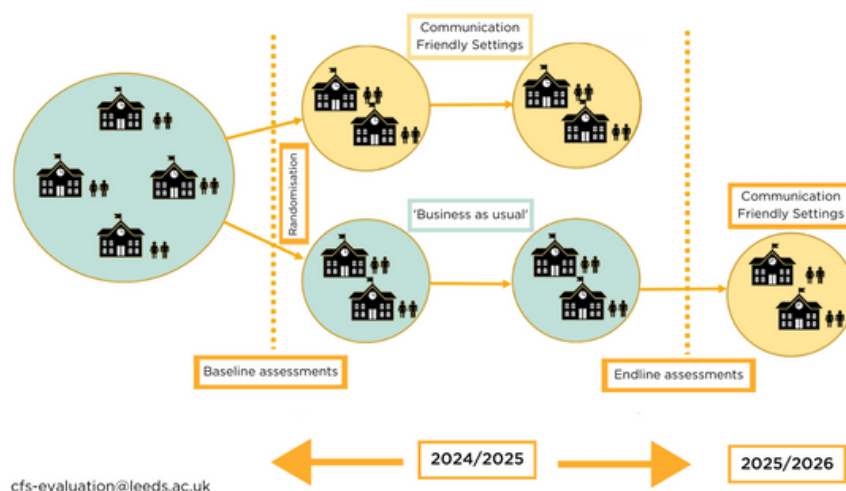 Communication
Friendly Settings
Randomisation
'Business as usual'
Communication
Friendly Settings
Baseline assessments
Endline assessments
2024/2025
2025/2026
cfs-evaluation@leeds.ac.uk